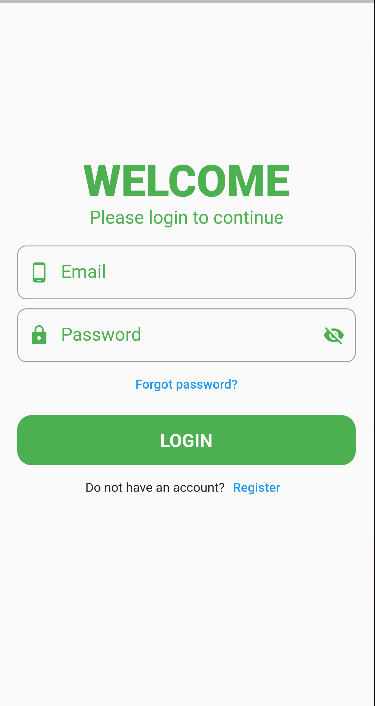 WELCOME
Please login to continue
Email
Password
Forgot password?
LOGIN
Do not have an account? Register